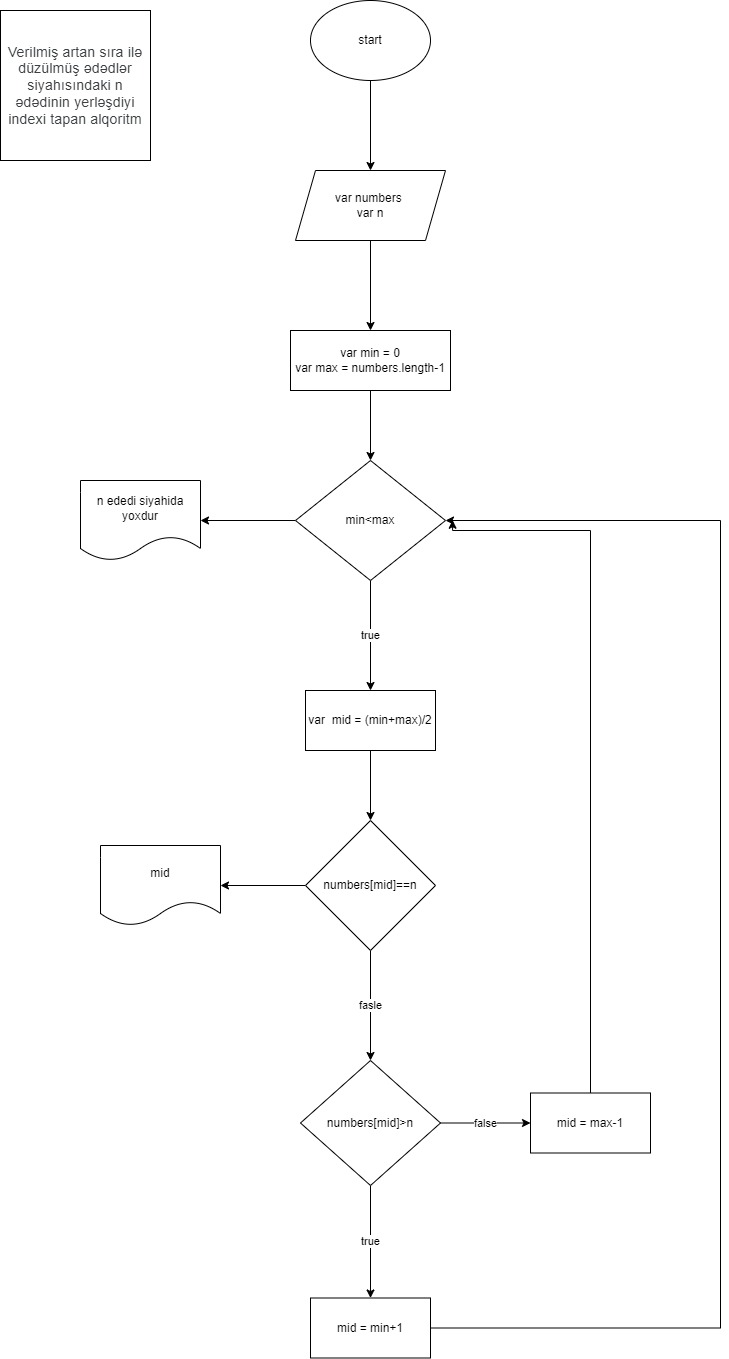 Verilmiş artan sıra ilə
düzülmüş ədədlər
siyahısındaki n
ədədinin yerləşdiyi
indexi tapan alqoritm
start
var numbers
var n
var min = 0
var max = numbers.length-1
n ededi siyahida
yoxdur
min<max
true
var  mid = (min+max)/2
mid
numbers[mid]==n
fasle
numbers[mid]>n
false
mid = max-1
true
mid = min+1